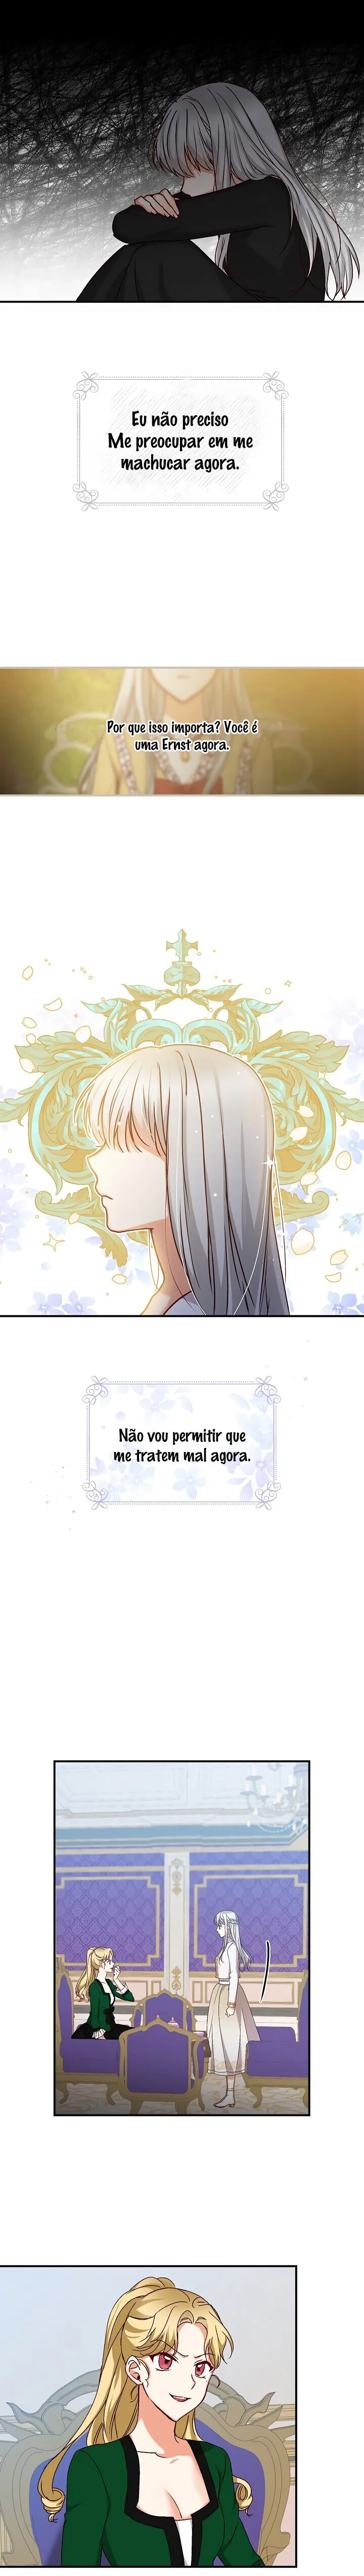 Eu não preciso
Me preocupar em me
machucar agora.
Por que isso importa? Você é
uma Ernst agora.
Não vou permitir que
me tratem mal agora.